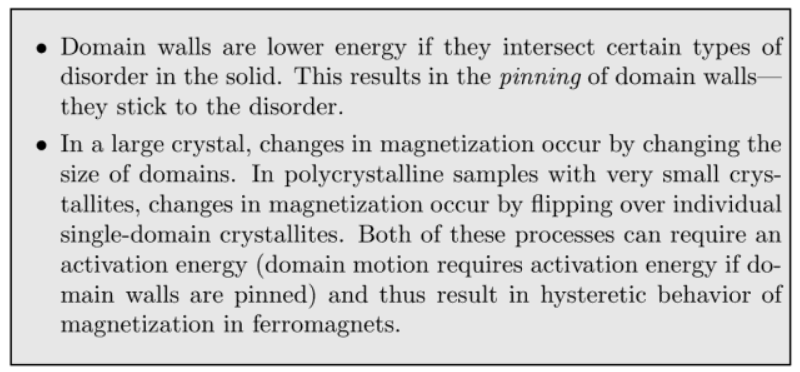 • Domain walls are lower energy if they intersect certain types of
disorder in the solid. This results in the pinning of domain walls—
they stick to the disorder.
• In a large crystal, changes in magnetization occur by changing the
size of domains. In polycrystalline samples with very small crys-
tallites, changes in magnetization occur by flipping over individual
single-domain crystallites. Both of these processes can require an
activation energy (domain motion requires activation energy if do-
main walls are pinned) and thus result in hysteretic behavior of
magnetization in ferromagnets.